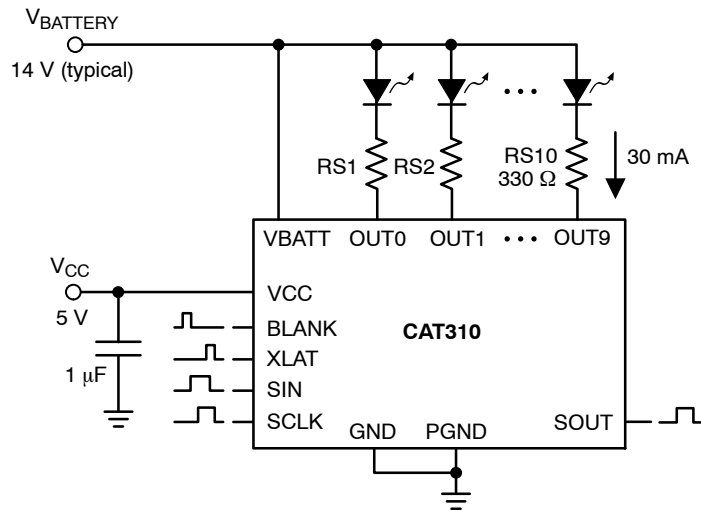 VBATTERY
14 V (typical)
RS1
RS2
RS10
330 Ω
30 mA
VBATT OUT0 OUT1 ••• OUT9
VCC
5 V
1 μF
VCC
BLANK
XLAT
SIN
SCLK
CAT310
GND PGND
SOUT